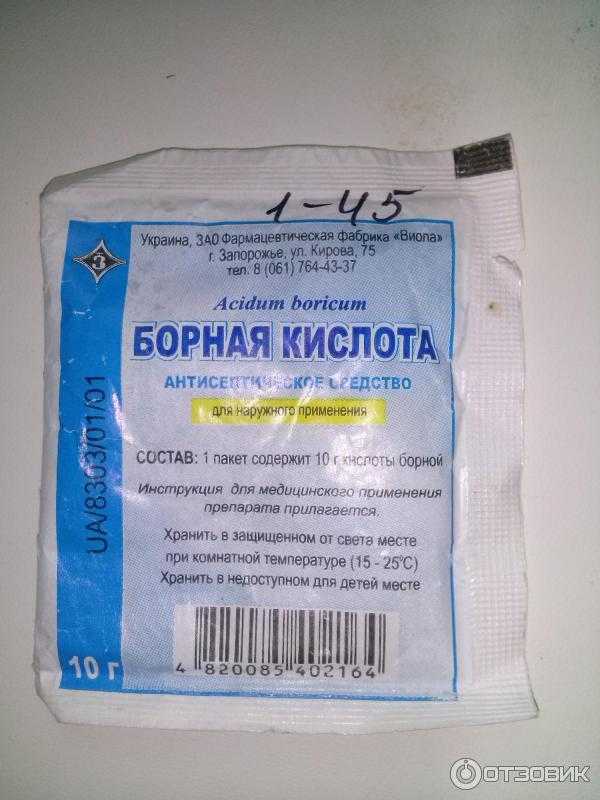 1-45
Украина, ЗАО Фармацевтическая фабрика «Виола»
г. Запорожье, ул. Кирова, 75
тел. 8 (061) 764-43-37
З
Acidum boricum
БОРНАЯ КИСЛОТА
АНТИСЕПТИЧЕСКОЕ СРЕДСТВО
для наружного применения
СОСТАВ: 1 пакет содержит 10 г кислоты борной
Инструкция для медицинского применения
препарата прилагается.
Хранить в защищенном от света месте
при комнатной температуре (15 - 25°С)
Хранить в недоступном для детей месте
UA/8303/01/01
10 г
4 820085 402164
ОТЗОВИК